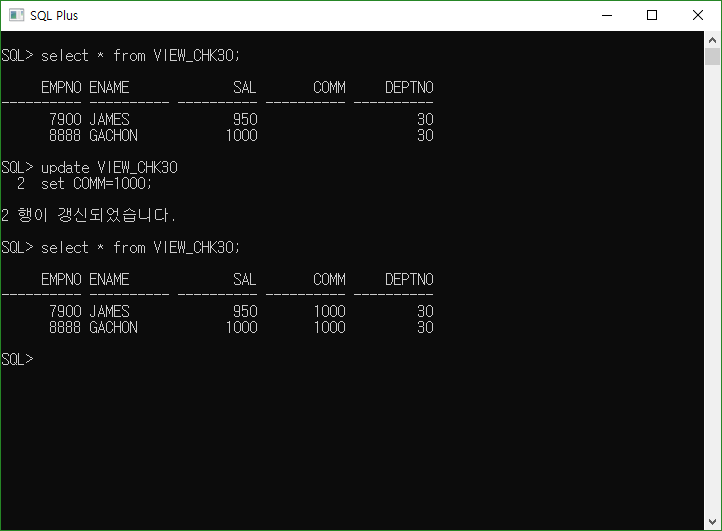 SQL Plus
SQL> select * from VIEW_CHK30;
     EMPNO ENAME             SAL       COMM     DEPTNO
---------- ---------- ---------- ---------- ----------
      7900 JAMES             950                    30
      8888 GACHON           1000                    30
SQL> update VIEW_CHK30
  2  set COMM=1000;
2 행이 갱신되었습니다.
SQL> select * from VIEW_CHK30;
     EMPNO ENAME             SAL       COMM     DEPTNO
---------- ---------- ---------- ---------- ----------
      7900 JAMES             950       1000         30
      8888 GACHON           1000       1000         30
SQL>